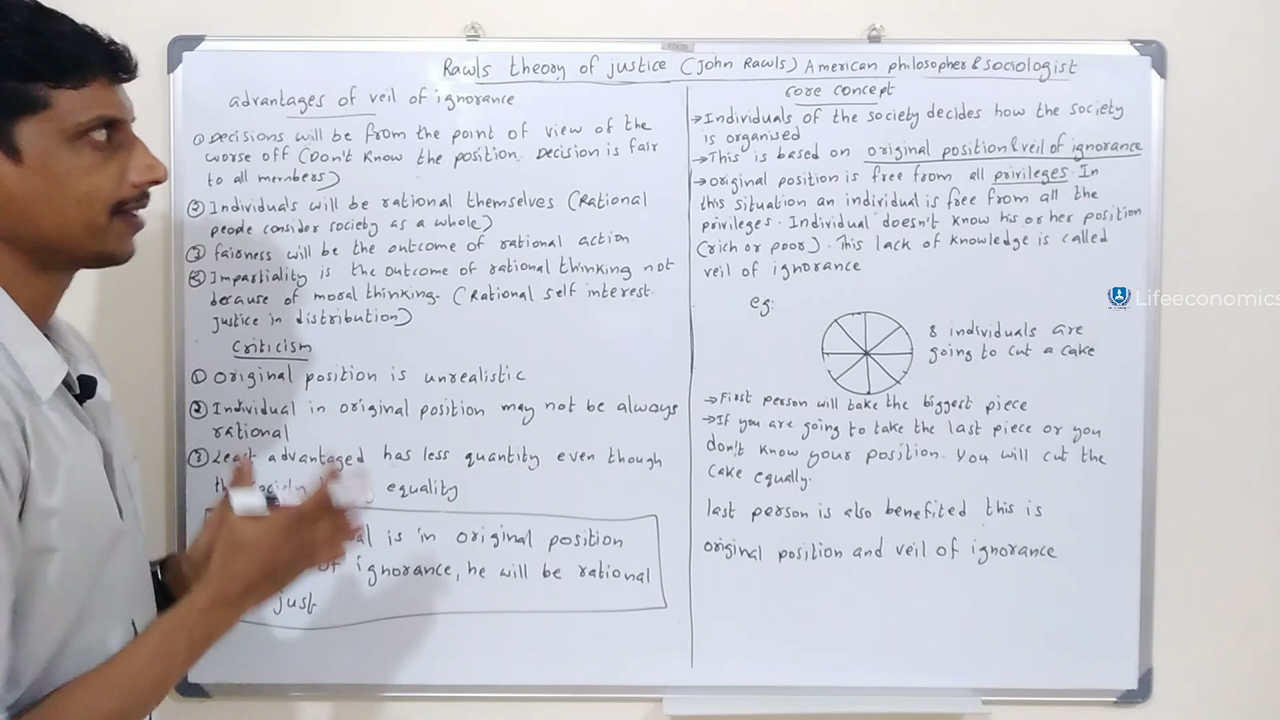 Rawls theory of justice (John Rawls) American philosopher & sociologist
advantages of veil of ignorance
① Decisions will be from the point of view of the
worse off (Don't know the position. Decision is fair
to all members)
② Individuals will be rational themselves (Rational
people consider society as a whole)
③ fairness will be the outcome of rational action
Impartiality is the outcome of rational thinking not
because of moral thinking. (Rational self interest.
justice in distribution)
Criticism
① original position is unrealistic
② Individual in original position may not be always
rational
③ Least advantaged has less quantity even though
equality
is in original position
of ignorance, he will be rational
just
core concept
→ Individuals of the society decides how the society
is organised
→ This is based on original position & veil of ignorance
→ original position is free from all privileges. In
this situation an individual is free from all the
privileges. Individual doesn't know his or her position
(rich or poor). This lack of knowledge is called
veil of ignorance
eg:
8 individuals are
going to cut a cake
→ First person will take the biggest piece
→ If you are going to take the last piece or you
don't know your position. You will cut the
cake equally.
last person is also benefited this is
original position and veil of ignorance
Lifeeconomics